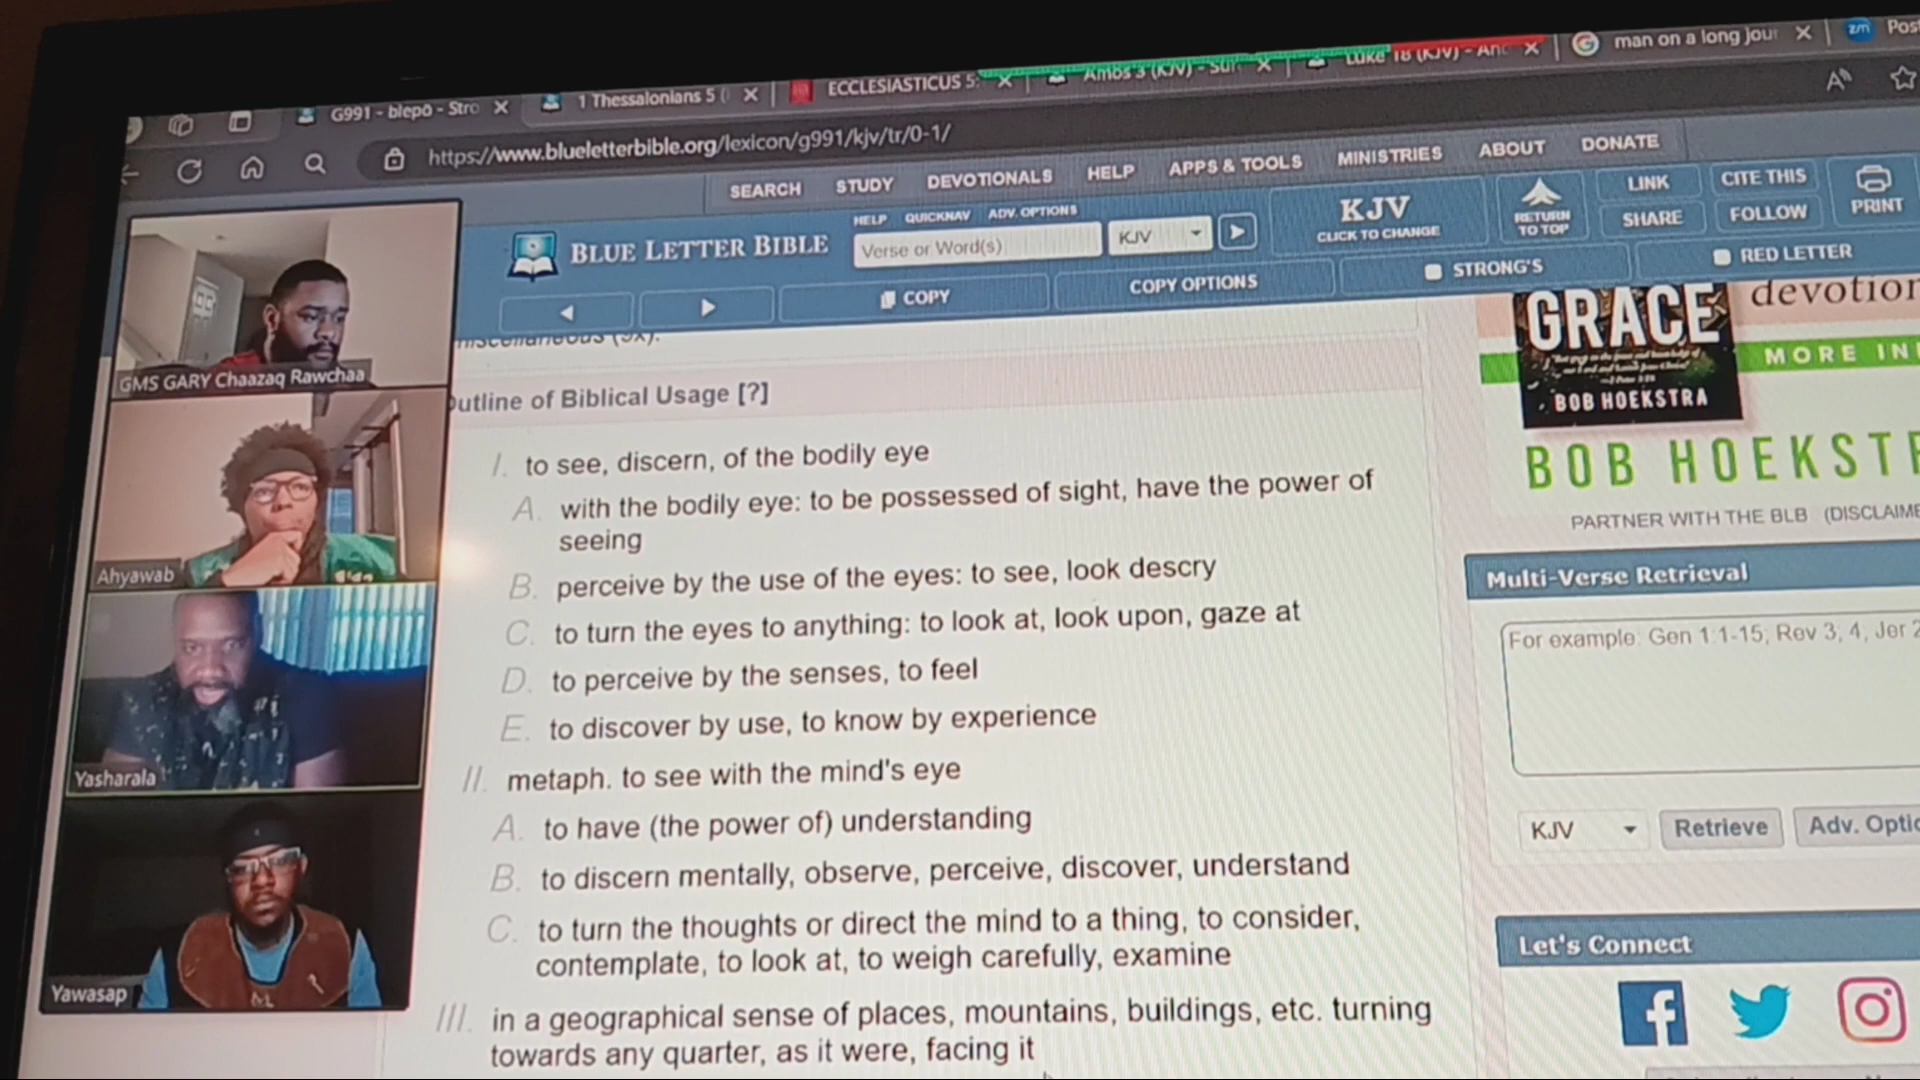 G991 - blepō - Stro
1 Thessalonians 5 (
ECCLESIASTICUS 5:
Amos 3 (KJV) - Sur
Luke 18 (KJV) - An
man on a long jour
zm Pos
https://www.blueletterbible.org/lexicon/g991/kjv/tr/0-1/
SEARCH STUDY DEVOTIONALS HELP APPS & TOOLS MINISTRIES ABOUT DONATE
BLUE LETTER BIBLE
HELP QUICKNAV ADV. OPTIONS
Verse or Word(s)
KJV
KJV
CLICK TO CHANGE
RETURN
TO TOP
LINK
CITE THIS
SHARE
FOLLOW
PRINT
COPY
COPY OPTIONS
STRONG'S
RED LETTER
miscellaneous (9x).
outline of Biblical Usage [?]
I. to see, discern, of the bodily eye
A. with the bodily eye: to be possessed of sight, have the power of
seeing
B. perceive by the use of the eyes: to see, look descry
C. to turn the eyes to anything: to look at, look upon, gaze at
D. to perceive by the senses, to feel
E. to discover by use, to know by experience
II. metaph. to see with the mind's eye
A. to have (the power of) understanding
B. to discern mentally, observe, perceive, discover, understand
C. to turn the thoughts or direct the mind to a thing, to consider,
contemplate, to look at, to weigh carefully, examine
III. in a geographical sense of places, mountains, buildings, etc. turning
towards any quarter, as it were, facing it
GMS GARY Chaazaq Rawchaa
Ahyawab
Yasharala
Yawasap
GRACE
BOB HOEKSTRA
devotion
MORE IN
BOB HOEKSTR
PARTNER WITH THE BLB (DISCLAIME
Multi-Verse Retrieval
For example: Gen 1:1-15; Rev 3; 4, Jer 2
KJV
Retrieve
Adv. Optio
Let's Connect